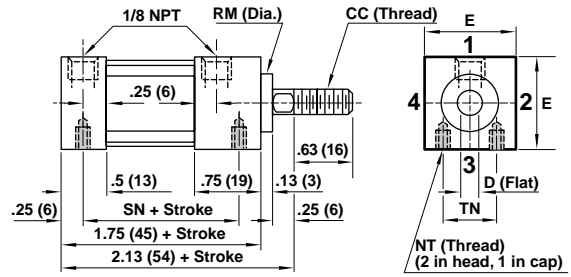 1/8 NPT
RM (Dia.)
CC (Thread)
E
.25 (6)
1
4
2
E
3
.63 (16)
.5 (13)
.75 (19)
.13 (3)
D (Flat)
.25 (6)
SN + Stroke
.25 (6)
TN
1.75 (45) + Stroke
2.13 (54) + Stroke
NT (Thread)
(2 in head, 1 in cap)